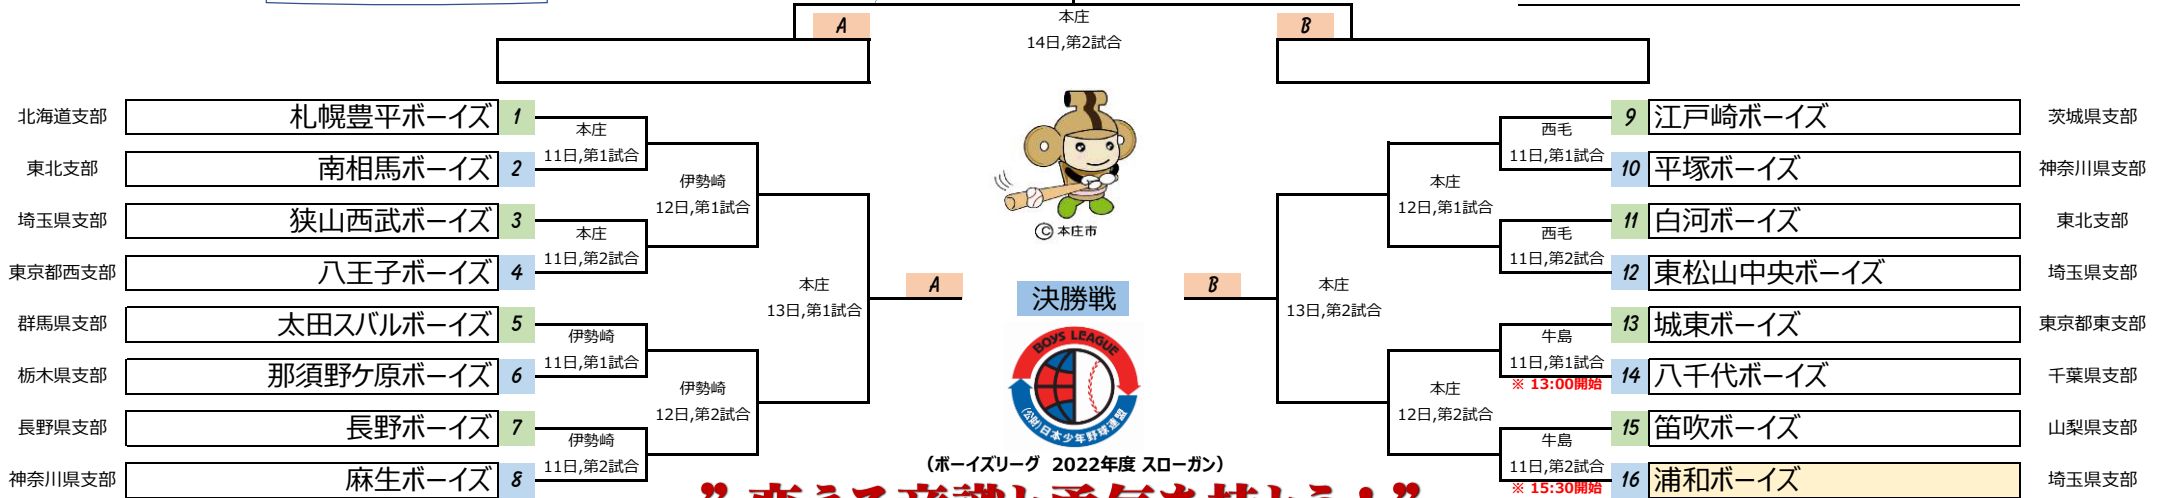 A
本庄
14日,第2試合
B
北海道支部 札幌豊平ボーイズ 1
本庄
11日,第1試合
東北支部 南相馬ボーイズ 2
伊勢崎
12日,第1試合
埼玉県支部 狭山西武ボーイズ 3
本庄
11日,第2試合
東京都西支部 八王子ボーイズ 4
本庄
13日,第1試合
A
群馬県支部 太田スバルボーイズ 5
伊勢崎
11日,第1試合
栃木県支部 那須野ケ原ボーイズ 6
伊勢崎
12日,第2試合
長野県支部 長野ボーイズ 7
伊勢崎
11日,第2試合
神奈川県支部 麻生ボーイズ 8
©本庄市
決勝戦
BOYS LEAGUE
(公財)日本少年野球連盟
(ボーイズリーグ 2022年度 スローガン)
9 江戸崎ボーイズ 茨城県支部
西毛
11日,第1試合
10 平塚ボーイズ 神奈川県支部
本庄
12日,第1試合
11 白河ボーイズ 東北支部
西毛
11日,第2試合
12 東松山中央ボーイズ 埼玉県支部
B
本庄
13日,第2試合
13 城東ボーイズ 東京都東支部
牛島
11日,第1試合
※ 13:00開始
14 八千代ボーイズ 千葉県支部
本庄
12日,第2試合
15 笛吹ボーイズ 山梨県支部
牛島
11日,第2試合
※ 15:30開始
16 浦和ボーイズ 埼玉県支部